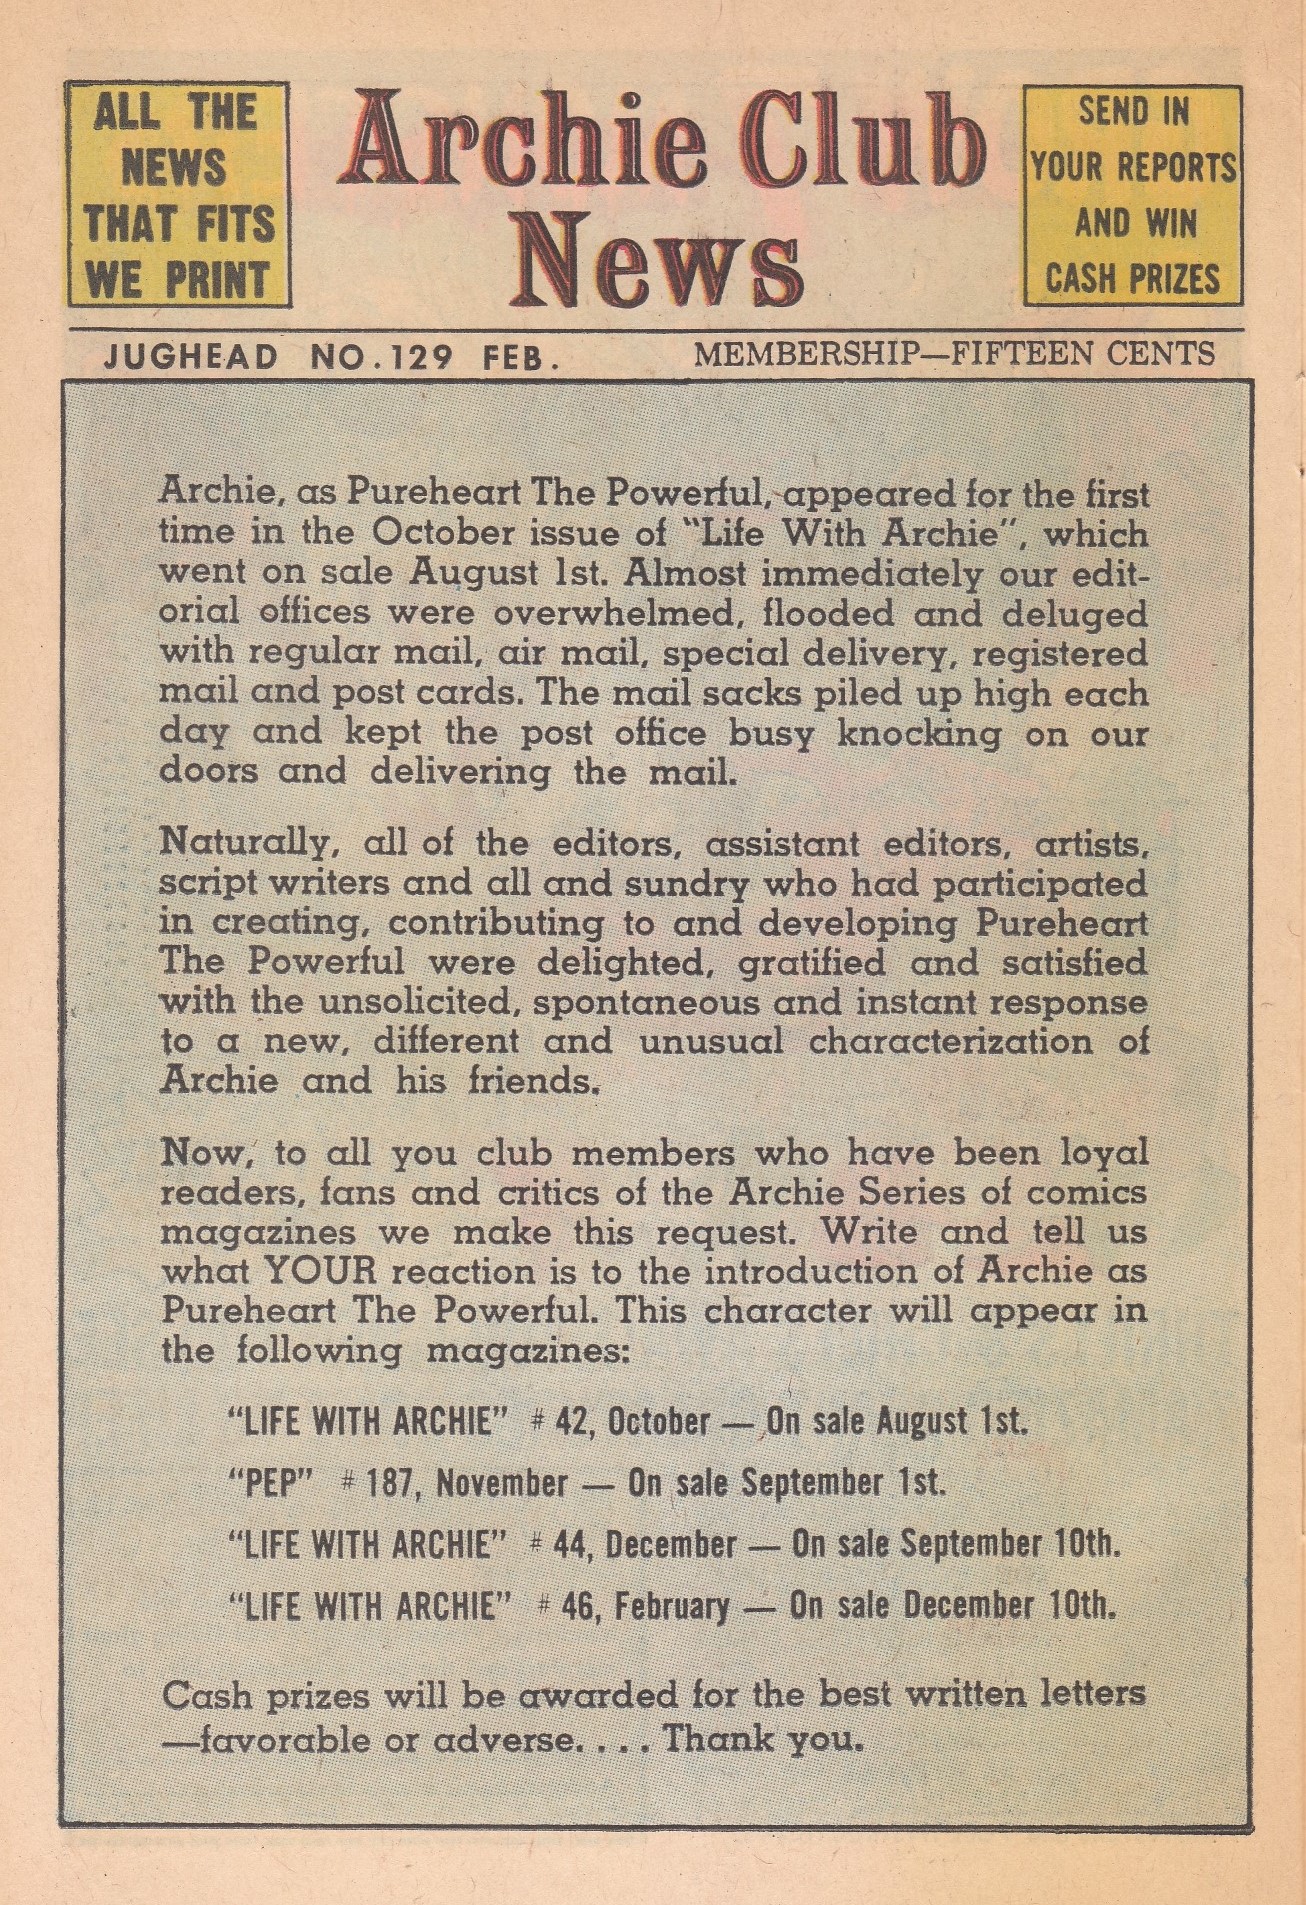 ALL THE
NEWS
THAT FITS
WE PRINT
Archie Club
News
SEND IN
YOUR REPORTS
AND WIN
CASH PRIZES
JUGHEAD NO. 129 FEB. MEMBERSHIP—FIFTEEN CENTS
Archie, as Pureheart The Powerful, appeared for the first
time in the October issue of "Life With Archie", which
went on sale August 1st. Almost immediately our edit-
orial offices were overwhelmed, flooded and deluged
with regular mail, air mail, special delivery, registered
mail and post cards. The mail sacks piled up high each
day and kept the post office busy knocking on our
doors and delivering the mail.
Naturally, all of the editors, assistant editors, artists,
script writers and all and sundry who had participated
in creating, contributing to and developing Pureheart
The Powerful were delighted, gratified and satisfied
with the unsolicited, spontaneous and instant response
to a new, different and unusual characterization of
Archie and his friends.
Now, to all you club members who have been loyal
readers, fans and critics of the Archie Series of comics
magazines we make this request. Write and tell us
what YOUR reaction is to the introduction of Archie as
Pureheart The Powerful. This character will appear in
the following magazines:
"LIFE WITH ARCHIE" # 42, October — On sale August 1st.
"PEP" # 187, November — On sale September 1st.
"LIFE WITH ARCHIE" # 44, December — On sale September 10th.
"LIFE WITH ARCHIE" # 46, February — On sale December 10th.
Cash prizes will be awarded for the best written letters
—favorable or adverse. . . . Thank you.